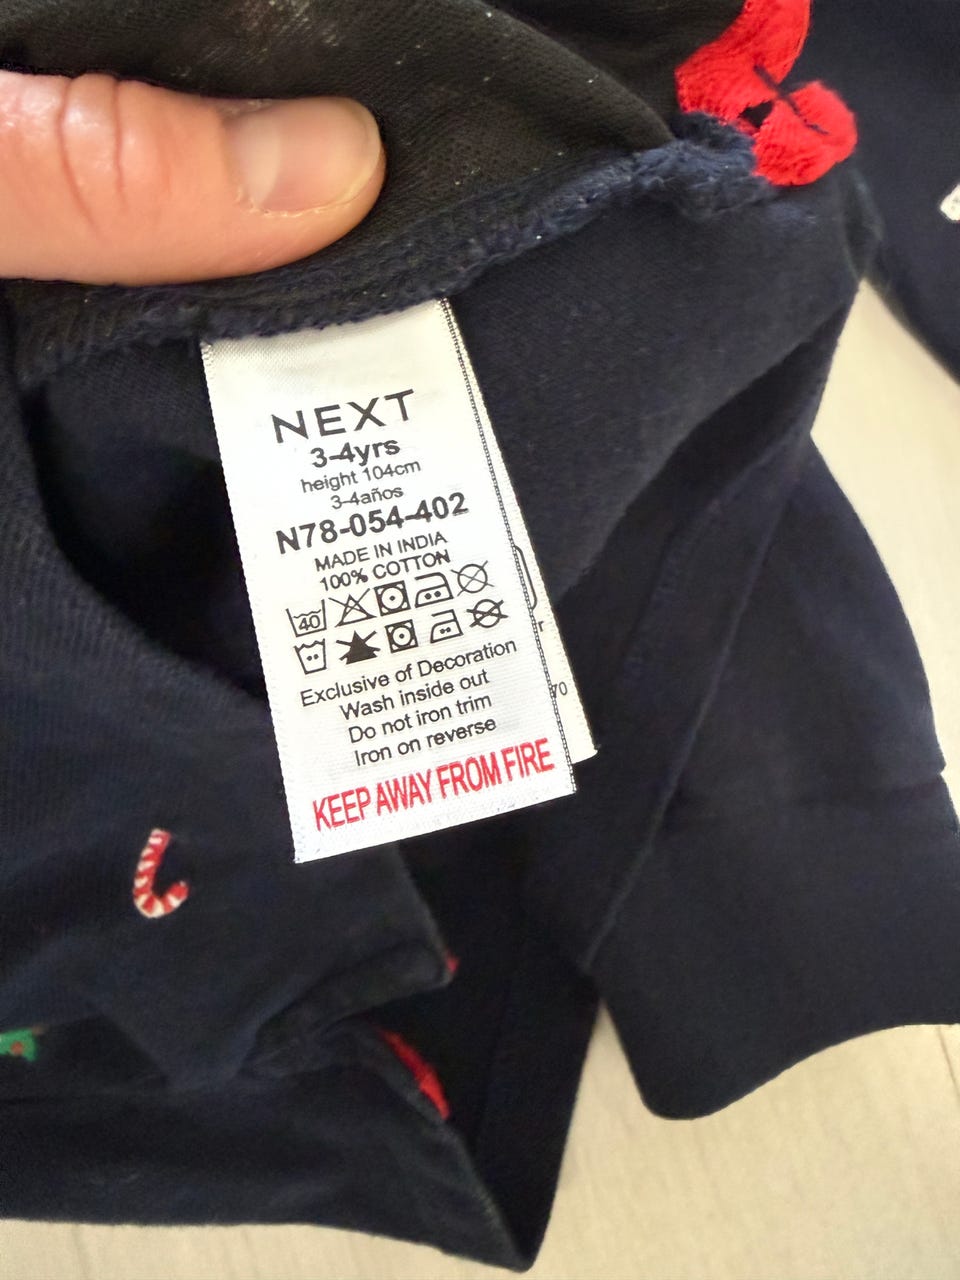 NEXT
3-4yrs
height 104cm
3-4años
N78-054-402
MADE IN INDIA
100% COTTON
40
Exclusive of Decoration
Wash inside out
Do not iron trim
Iron on reverse
KEEP AWAY FROM FIRE
r
70